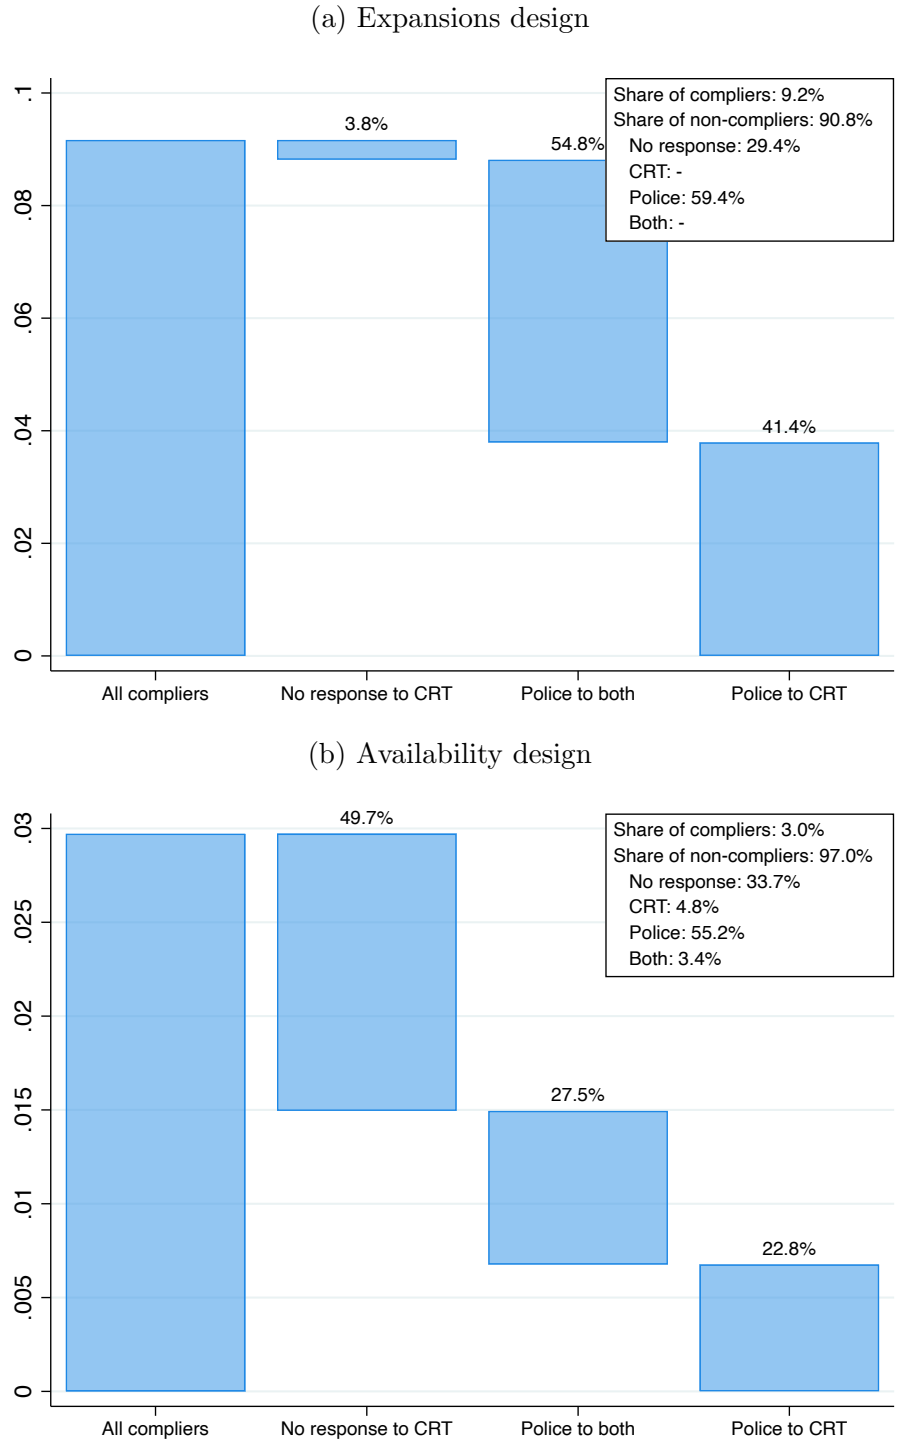 (a) Expansions design
.1
.08
.06
.04
.02
0
3.8%
54.8%
41.4%
Share of compliers: 9.2%
Share of non-compliers: 90.8%
No response: 29.4%
CRT: -
Police: 59.4%
Both: -
All compliers
No response to CRT
Police to both
Police to CRT
(b) Availability design
.03
.025
.02
.015
.01
.005
0
49.7%
27.5%
22.8%
Share of compliers: 3.0%
Share of non-compliers: 97.0%
No response: 33.7%
CRT: 4.8%
Police: 55.2%
Both: 3.4%
All compliers
No response to CRT
Police to both
Police to CRT